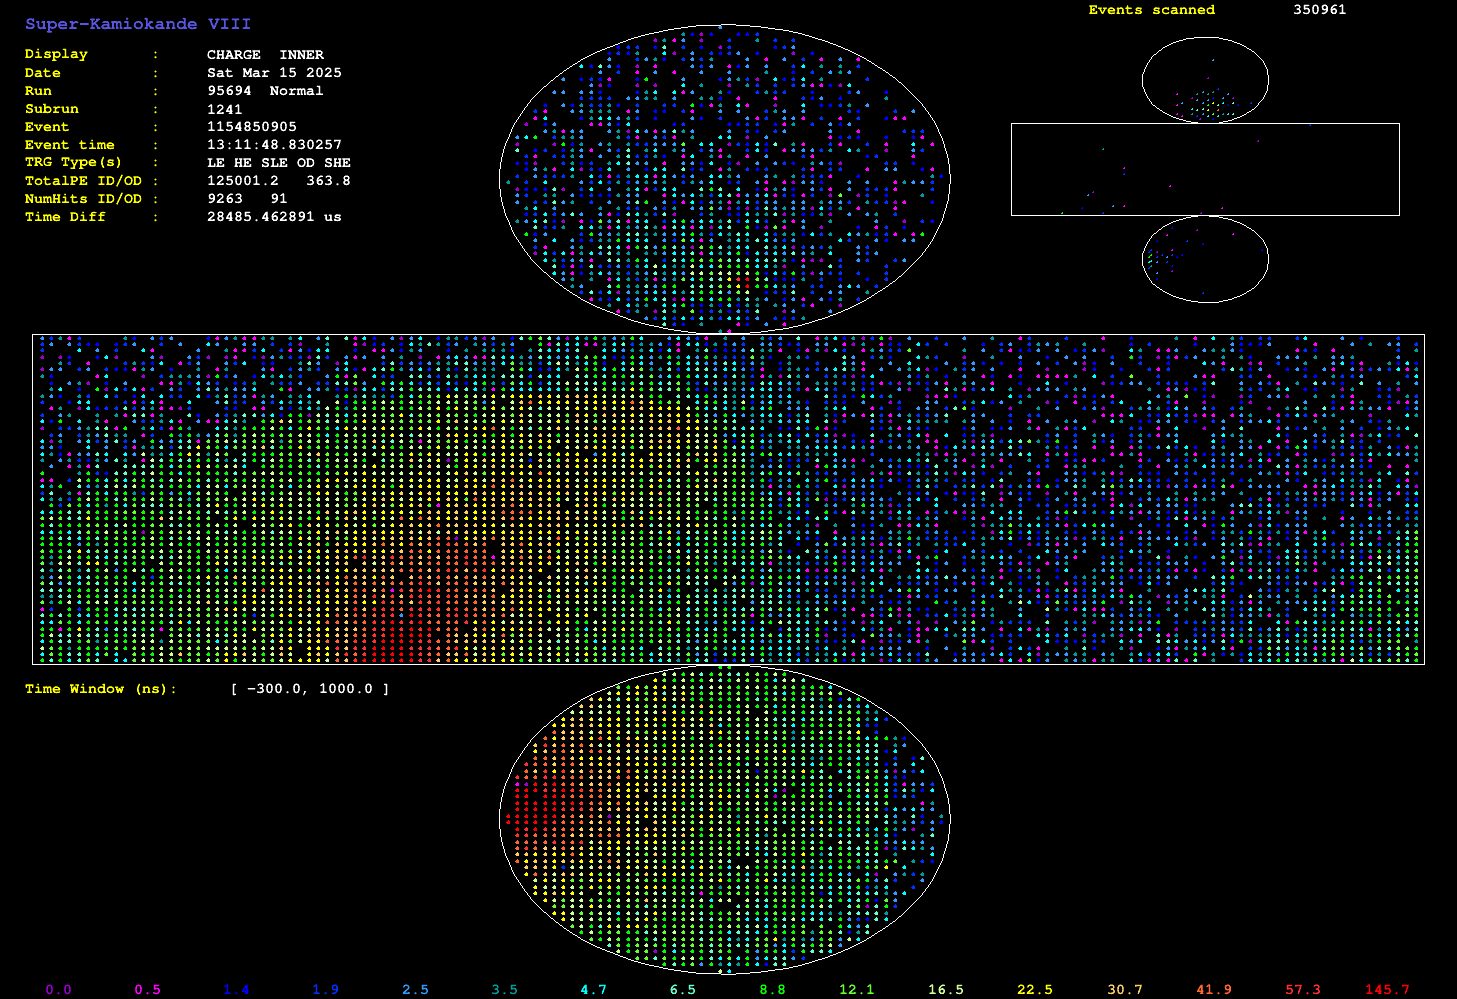 Super-Kamiokande VIII
Events scanned 350961
Display : CHARGE INNER
Date : Sat Mar 15 2025
Run : 95694 Normal
Subrun : 1241
Event : 1154850905
Event time : 13:11:48.830257
TRG Type(s) : LE HE SLE OD SHE
TotalPE ID/OD : 125001.2 363.8
NumHits ID/OD : 9263 91
Time Diff : 28485.462891 us
Time Window (ns): [ -300.0, 1000.0 ]
0.0 0.5 1.4 1.9 2.5 3.5 4.7 6.5 8.8 12.1 16.5 22.5 30.7 41.9 57.3 145.7